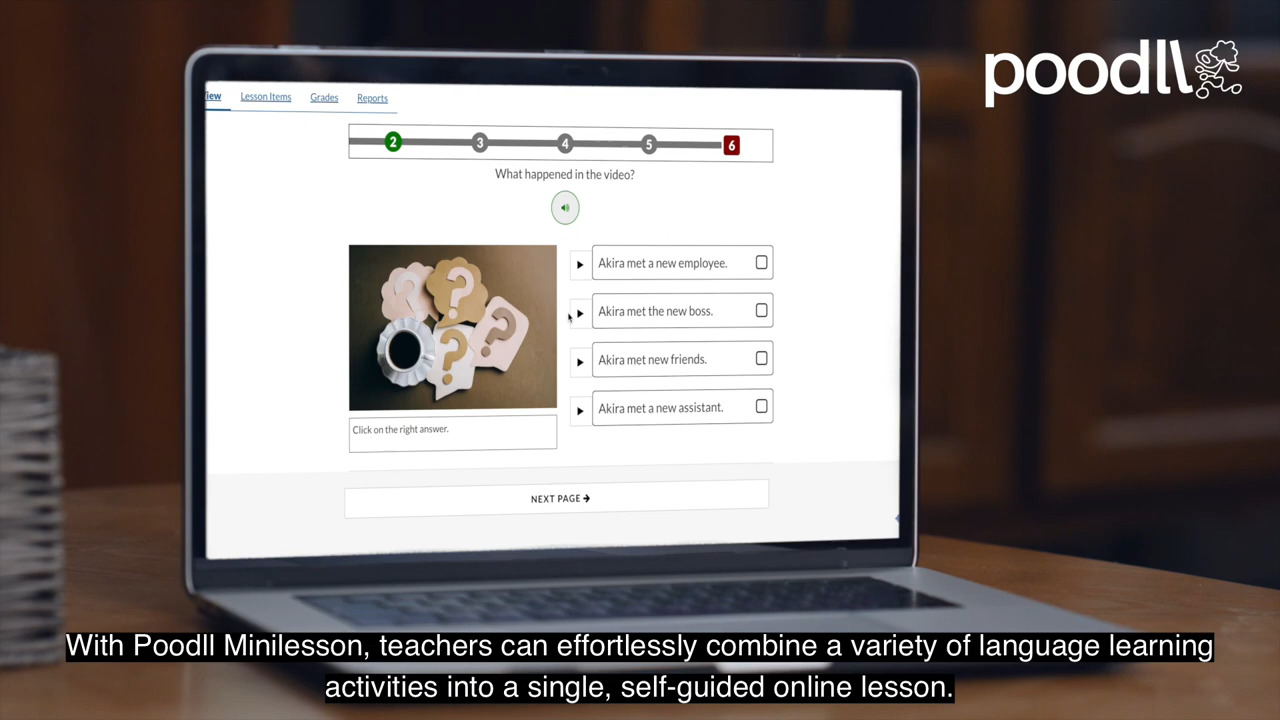 poodll
View
Lesson Items
Grades
Reports
2
3
4
5
6
What happened in the video?
Akira met a new employee.
Akira met the new boss.
Akira met new friends.
Akira met a new assistant.
Click on the right answer.
NEXT PAGE
With Poodll Minilesson, teachers can effortlessly combine a variety of language learning
activities into a single, self-guided online lesson.